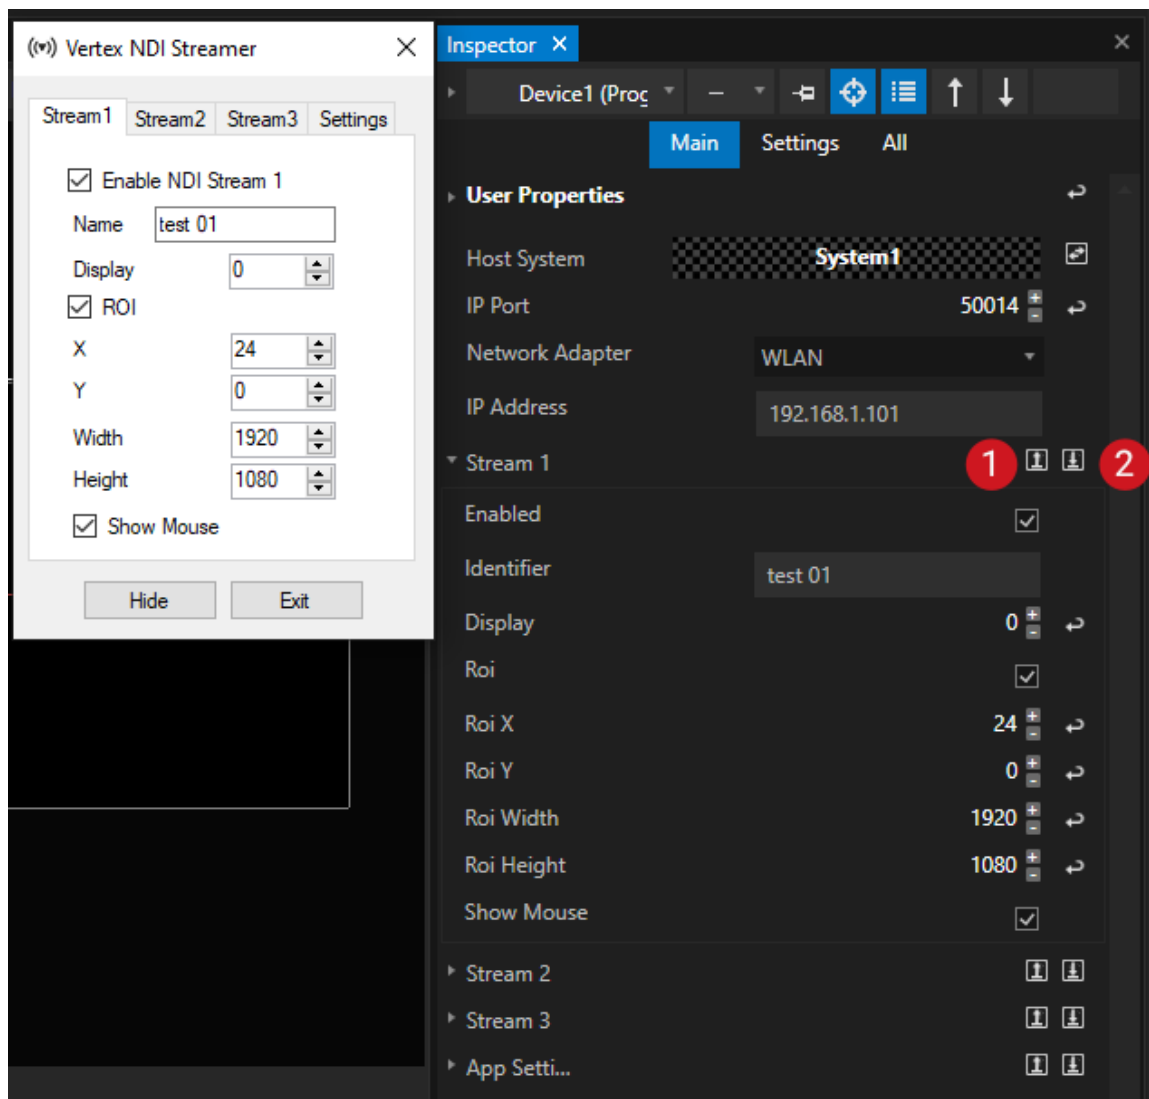 Vertex NDI Streamer
Stream1 Stream2 Stream3 Settings
Enable NDI Stream 1
Name test 01
Display 0
ROI
X 24
Y 0
Width 1920
Height 1080
Show Mouse
Hide Exit
Inspector
Device1 (Prog
Main Settings All
User Properties
Host System System1
IP Port 50014
Network Adapter WLAN
IP Address 192.168.1.101
Stream 1 1 2
Enabled
Identifier test 01
Display 0
Roi
Roi X 24
Roi Y 0
Roi Width 1920
Roi Height 1080
Show Mouse
Stream 2
Stream 3
App Setti...